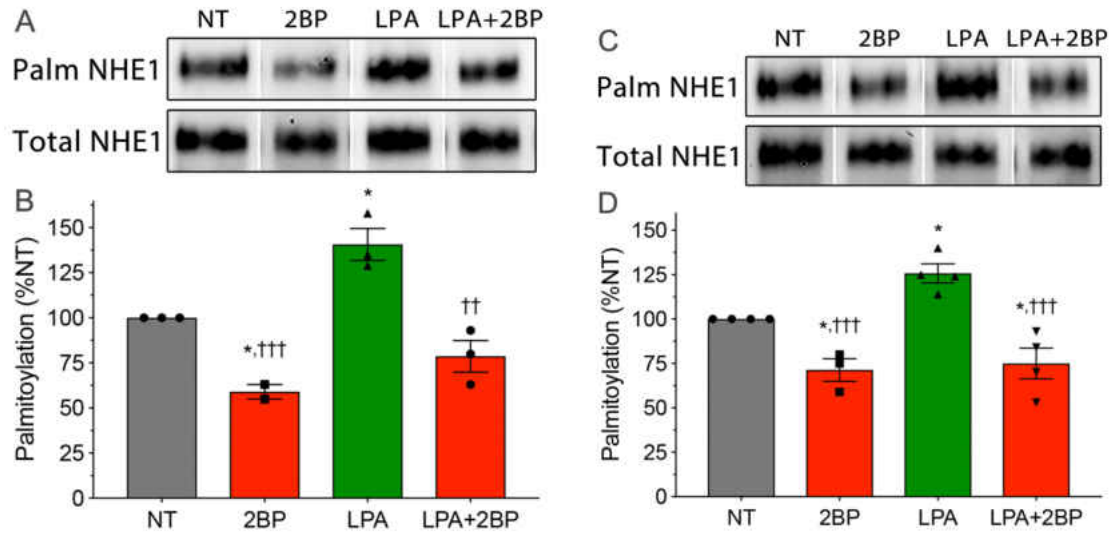 A
NT 2BP LPA LPA+2BP
Palm NHE1
Total NHE1
B
Palmitoylation (%NT)
150
125
100
75
50
25
0
*,†††
*
††
NT 2BP LPA LPA+2BP
C
NT 2BP LPA LPA+2BP
Palm NHE1
Total NHE1
D
Palmitoylation (%NT)
150
125
100
75
50
25
0
*,†††
*
*,†††
NT 2BP LPA LPA+2BP